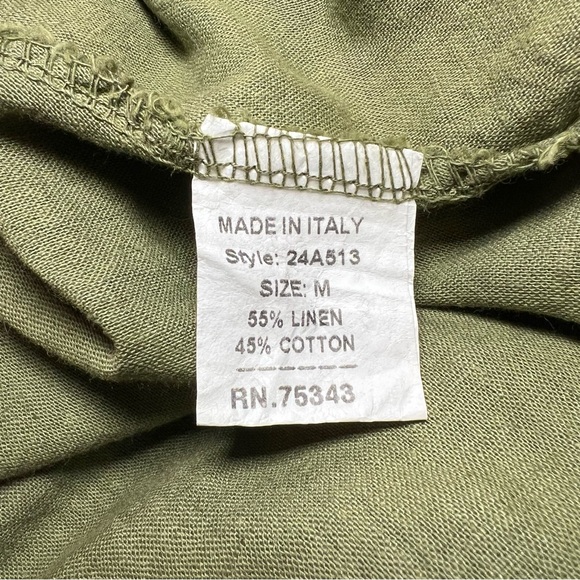 MADE IN ITALY
Style: 24A513
SIZE: M
55% LINEN
45% COTTON
RN.75343